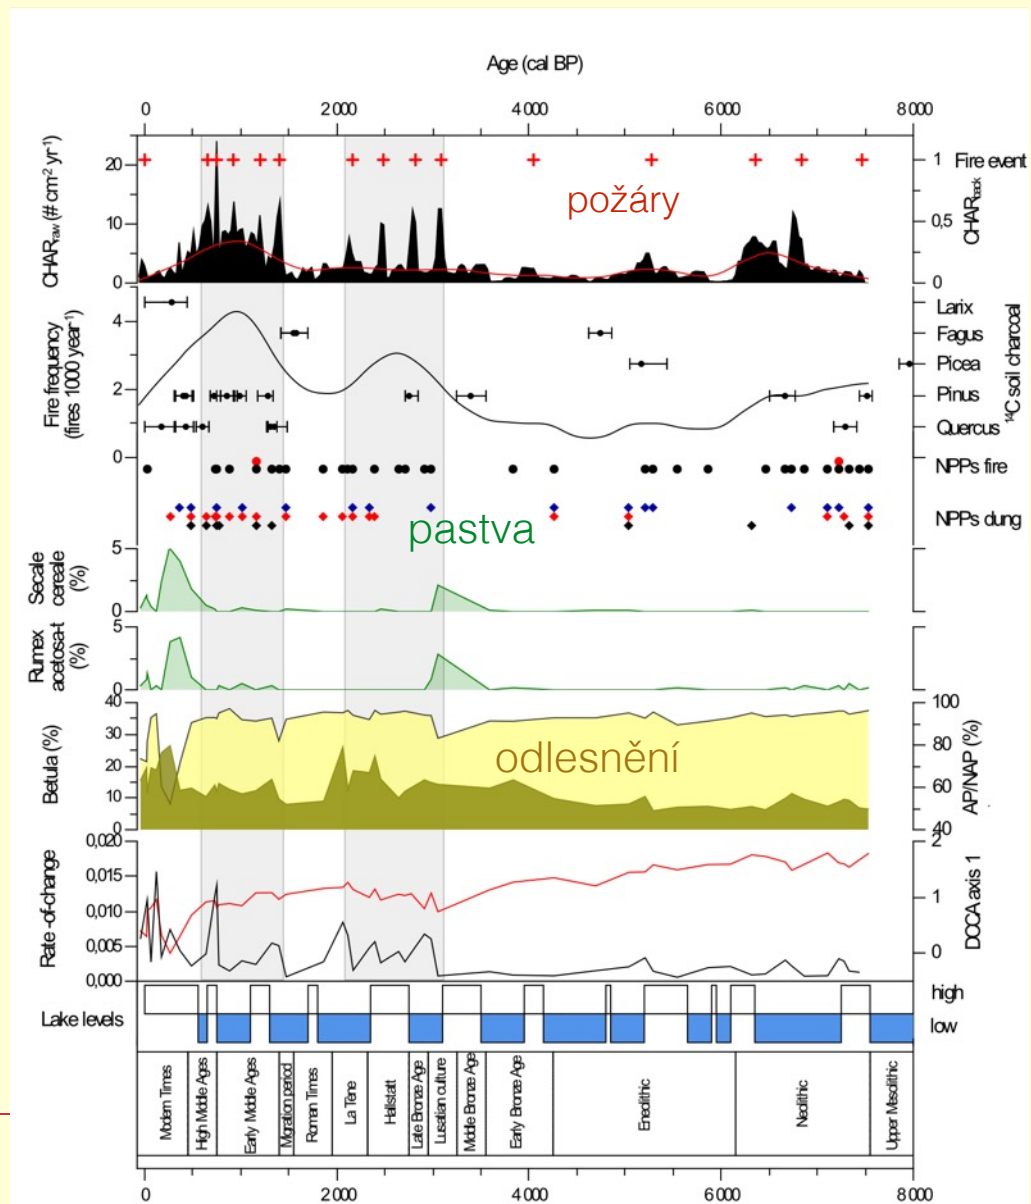 Age (cal BP)
0 2000 4000 6000 8000
CHARraw (# cm-2 yr-1)
20
10
0
požáry
1 Fire event
0,5
0
CHARback
Fire frequency
(fires 1000 year-1)
4
2
0
Larix
Fagus
Picea
Pinus
Quercus
14C soil charcoal
NPPs fire
NPPs dung
pastva
Secale
cereale
(%)
5
0
Rumex
acetosa-t
(%)
5
0
Betula (%)
40
30
20
10
0
odlesnění
100
80
60
40
AP/NAP (%)
Rate-of-change
0,020
0,015
0,010
0,005
0,000
2
1
0
DCCA axis 1
Lake levels
high
low
Modern Times
High Middle Ages
Early Middle Ages
Migration period
Roman Times
La Tène
Hallstatt
Late Bronze Age
Lusatian culture
Middle Bronze Age
Early Bronze Age
Eneolithic
Neolithic
Upper Mesolithic
0 2000 4000 6000 8000